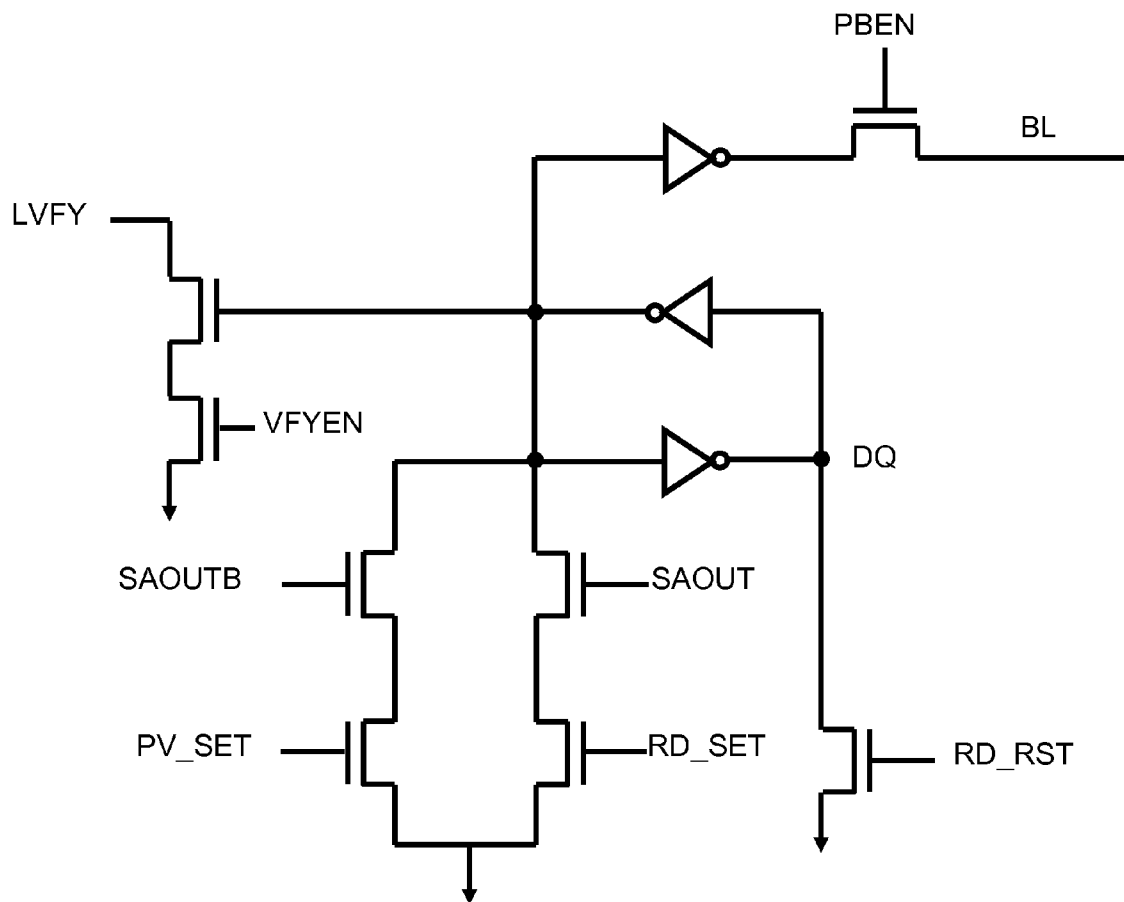 PBEN
BL
LVFY
VFYEN
DQ
SAOUTB
SAOUT
PV_SET
RD_SET
RD_RST